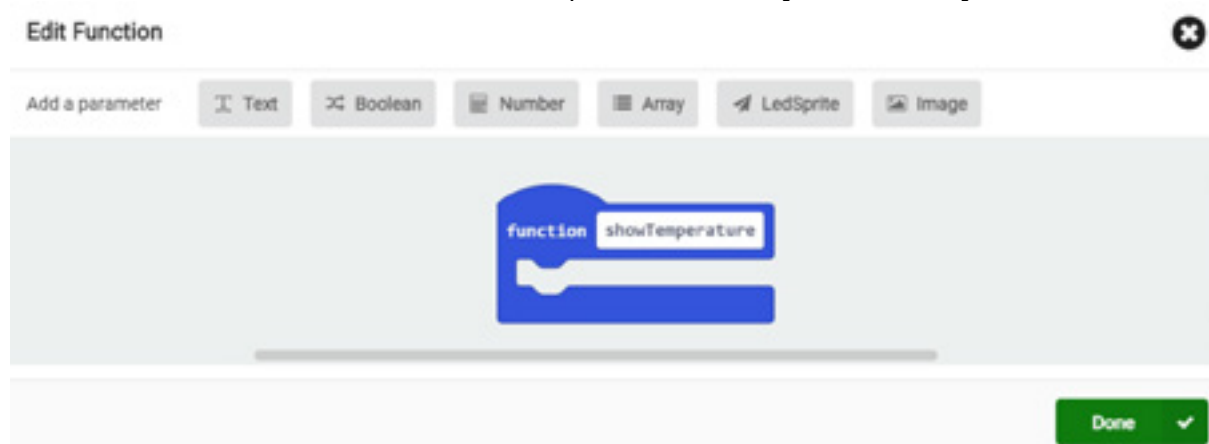 Edit Function
Add a parameter Text Boolean Number Array LedSprite Image
function showTemperature
Done